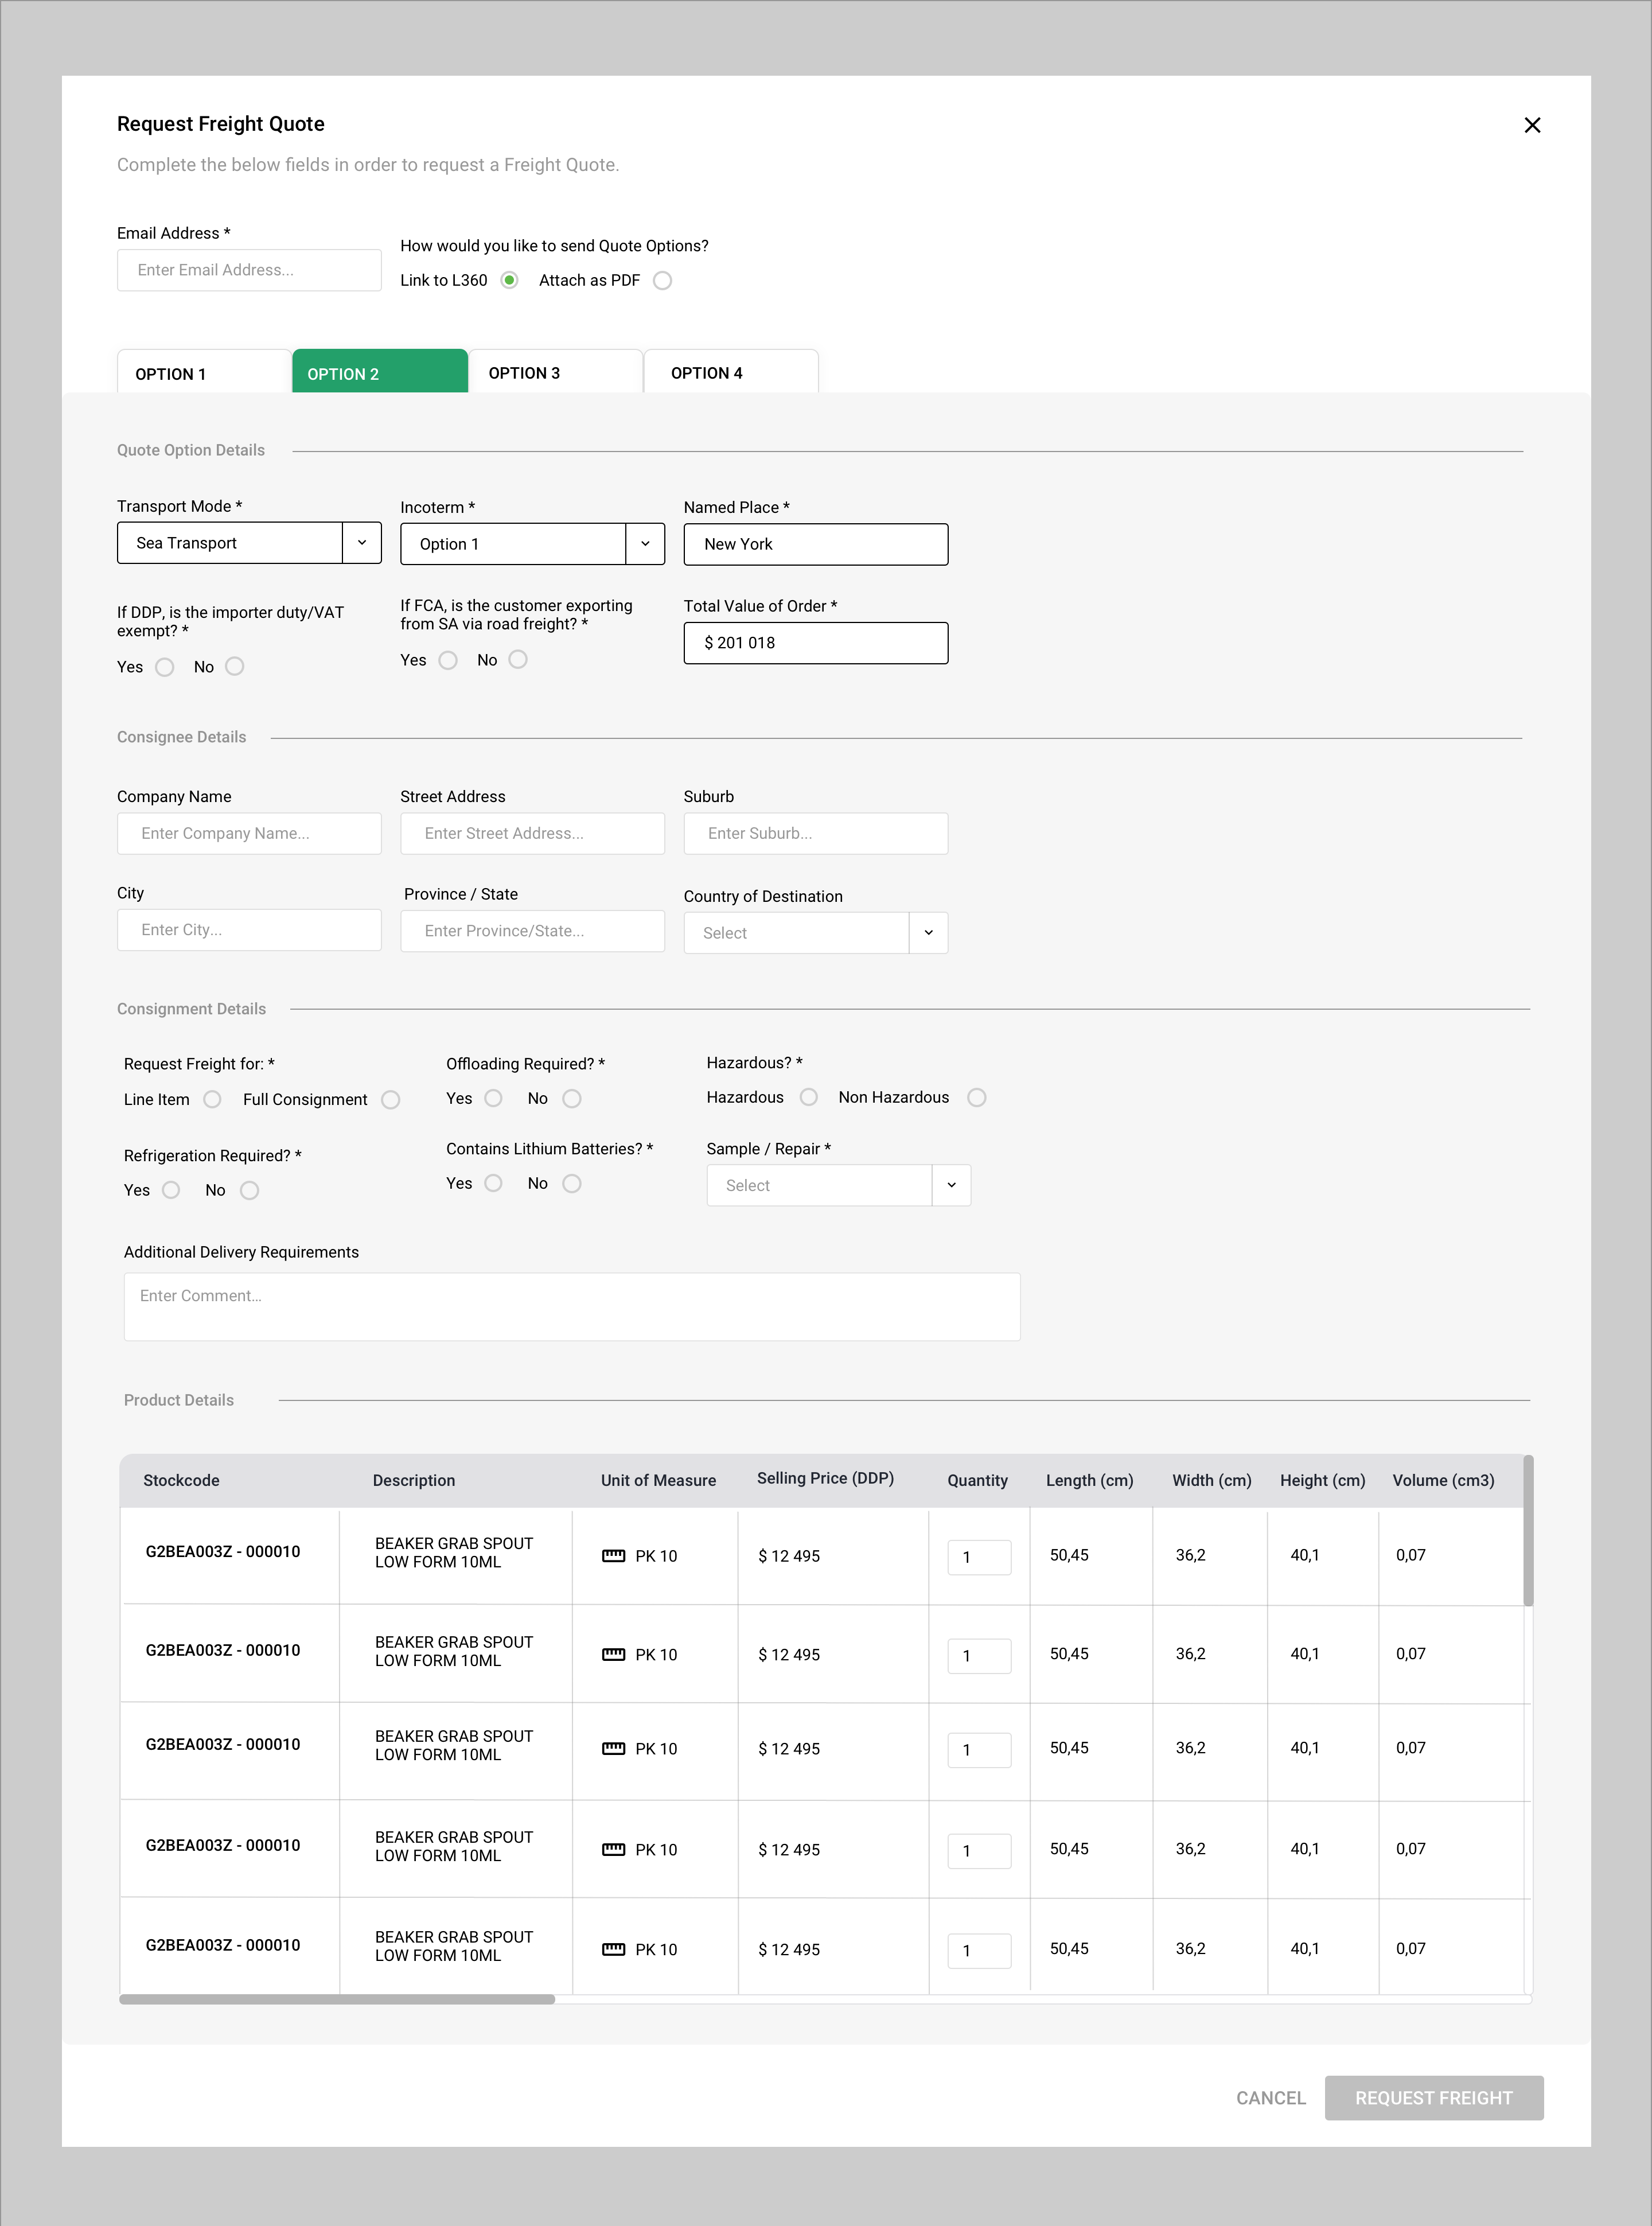 Request Freight Quote
Complete the below fields in order to request a Freight Quote.
Email Address *
Enter Email Address...
How would you like to send Quote Options?
Link to L360 Attach as PDF
OPTION 1 OPTION 2 OPTION 3 OPTION 4
Quote Option Details
Transport Mode * Incoterm * Named Place *
Sea Transport Option 1 New York
If DDP, is the importer duty/VAT
exempt? *
Yes No
If FCA, is the customer exporting
from SA via road freight? *
Yes No
Total Value of Order *
$ 201 018
Consignee Details
Company Name Street Address Suburb
Enter Company Name... Enter Street Address... Enter Suburb...
City Province / State Country of Destination
Enter City... Enter Province/State... Select
Consignment Details
Request Freight for: * Offloading Required? * Hazardous? *
Line Item Full Consignment Yes No Hazardous Non Hazardous
Refrigeration Required? * Contains Lithium Batteries? * Sample / Repair *
Yes No Yes No Select
Additional Delivery Requirements
Enter Comment...
Product Details
Stockcode Description Unit of Measure Selling Price (DDP) Quantity Length (cm) Width (cm) Height (cm) Volume (cm3)
G2BEA003Z - 000010 BEAKER GRAB SPOUT
LOW FORM 10ML PK 10 $ 12 495 1 50,45 36,2 40,1 0,07
G2BEA003Z - 000010 BEAKER GRAB SPOUT
LOW FORM 10ML PK 10 $ 12 495 1 50,45 36,2 40,1 0,07
G2BEA003Z - 000010 BEAKER GRAB SPOUT
LOW FORM 10ML PK 10 $ 12 495 1 50,45 36,2 40,1 0,07
G2BEA003Z - 000010 BEAKER GRAB SPOUT
LOW FORM 10ML PK 10 $ 12 495 1 50,45 36,2 40,1 0,07
G2BEA003Z - 000010 BEAKER GRAB SPOUT
LOW FORM 10ML PK 10 $ 12 495 1 50,45 36,2 40,1 0,07
CANCEL REQUEST FREIGHT